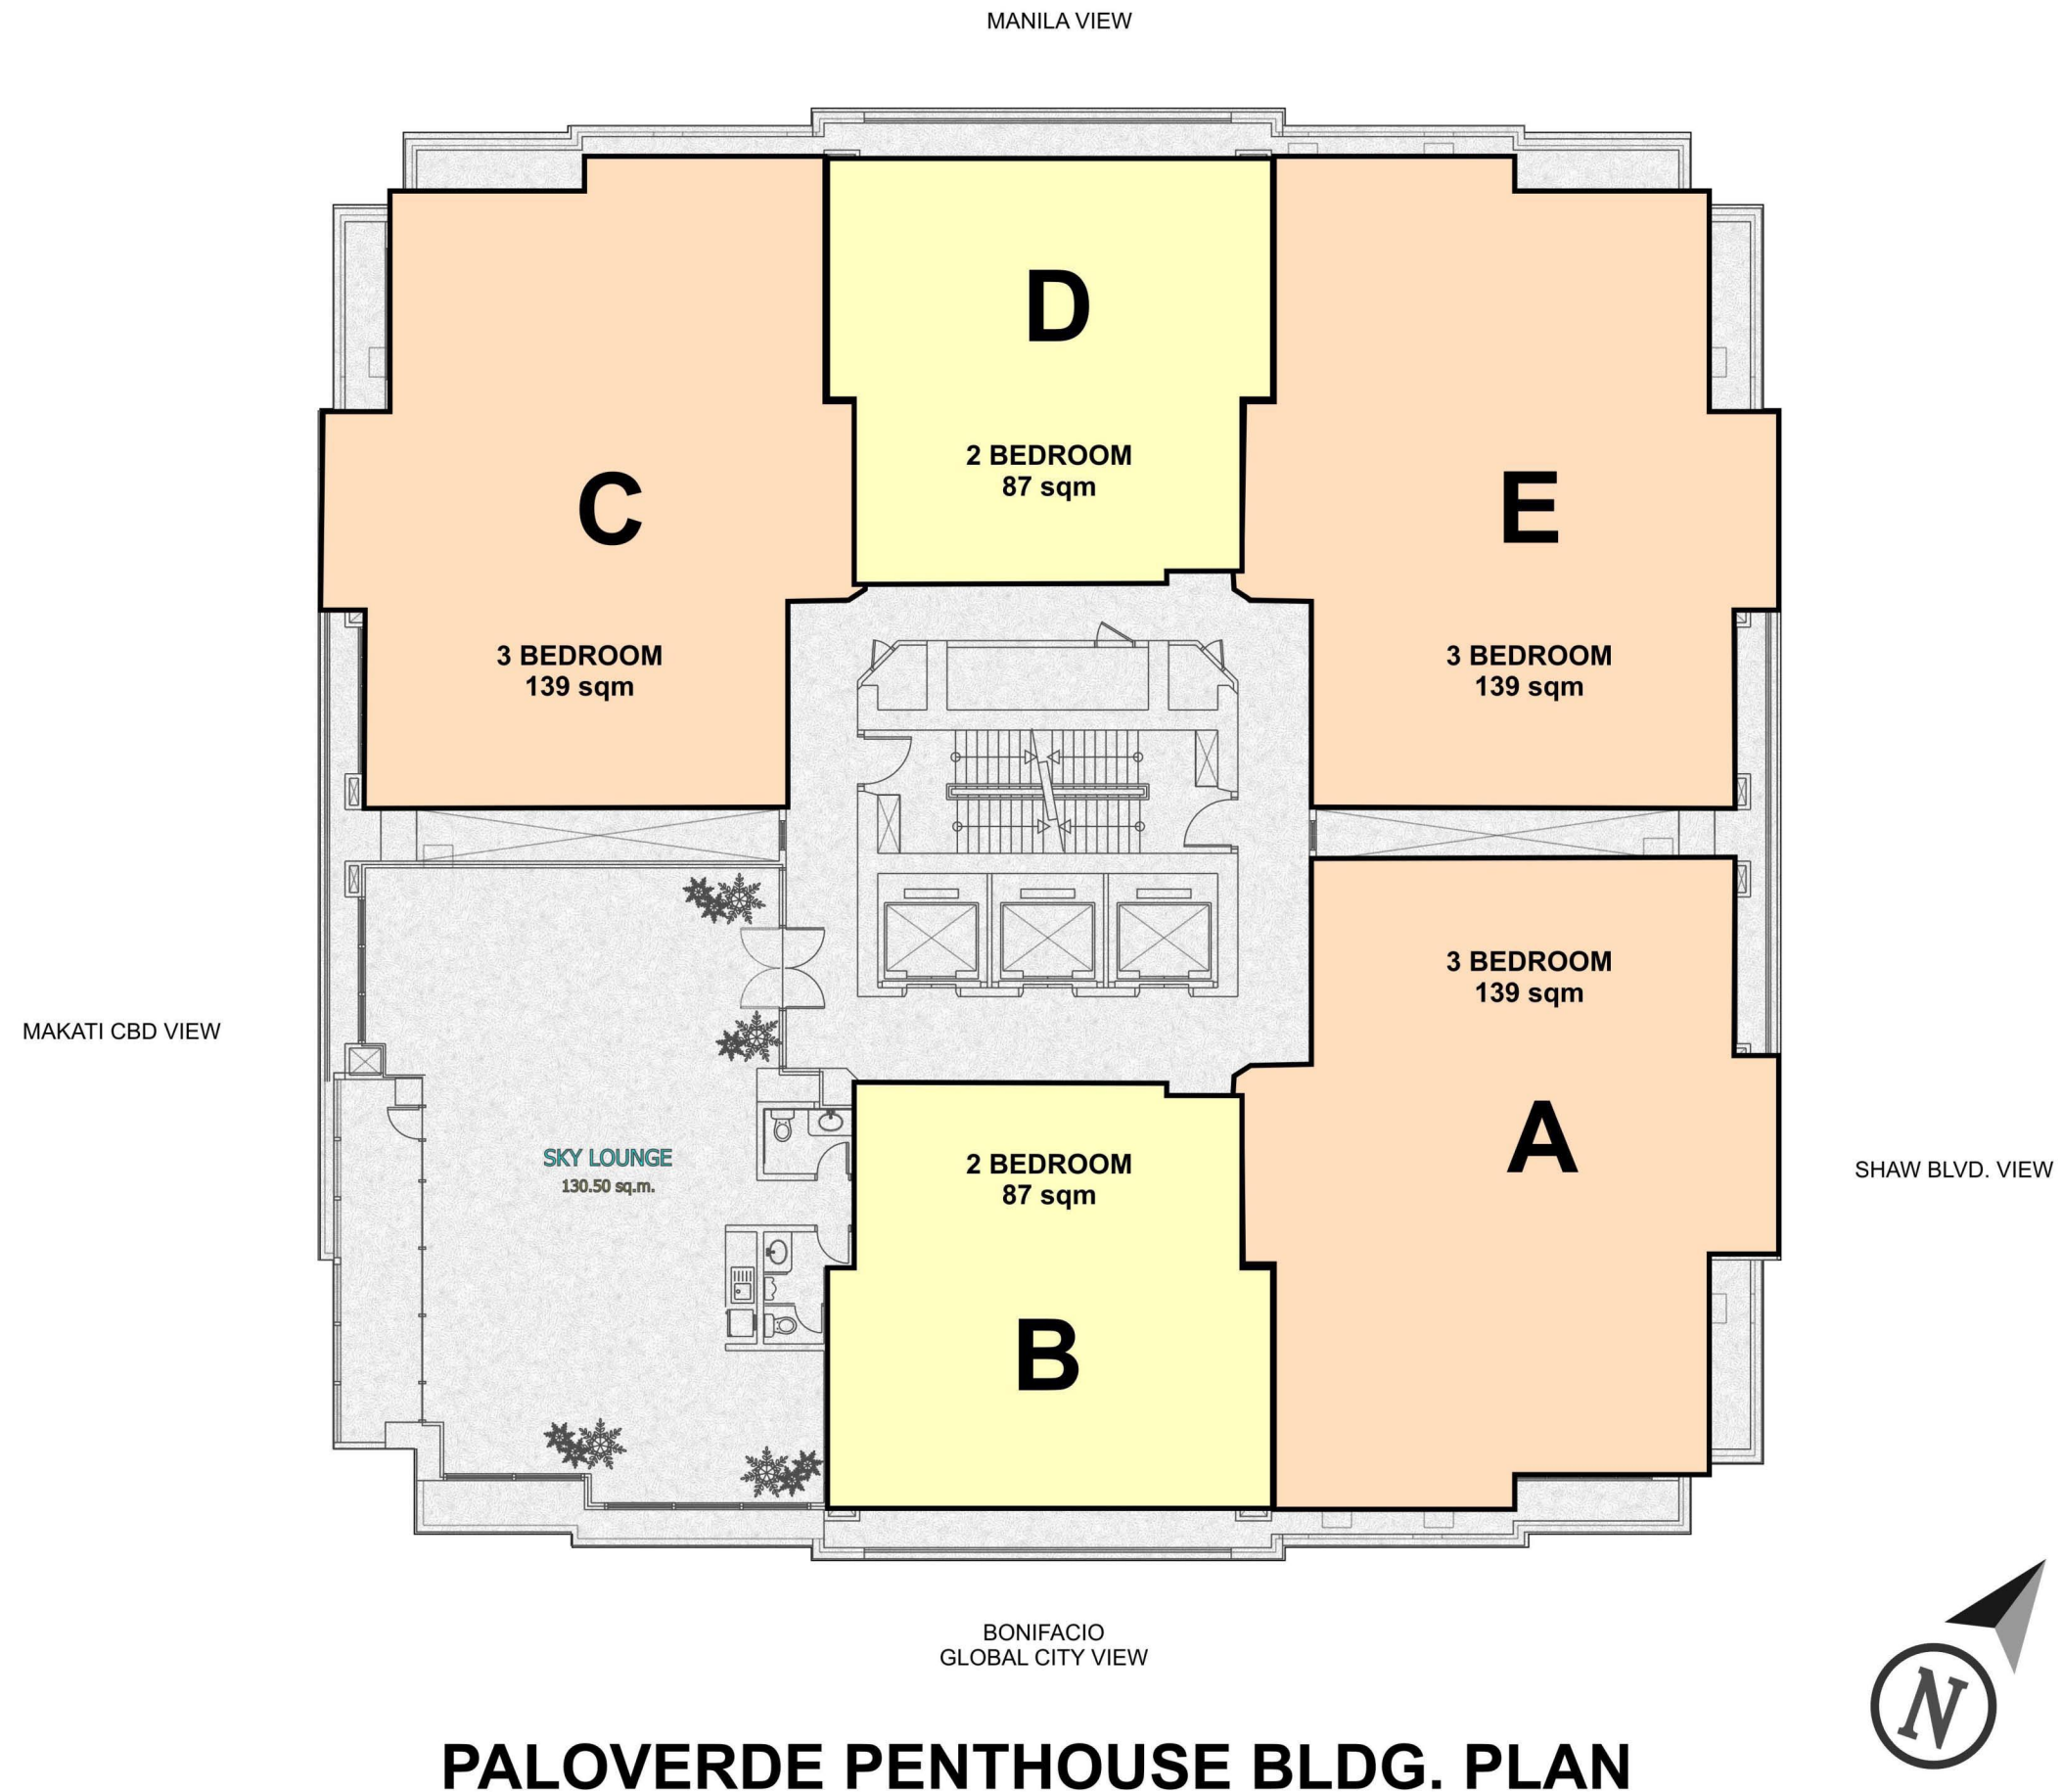 MANILA VIEW
D
2 BEDROOM
87 sqm
C
3 BEDROOM
139 sqm
E
3 BEDROOM
139 sqm
3 BEDROOM
139 sqm
A
MAKATI CBD VIEW
SKY LOUNGE
130.50 sq.m.
2 BEDROOM
87 sqm
B
SHAW BLVD. VIEW
BONIFACIO
GLOBAL CITY VIEW
N
PALOVERDE PENTHOUSE BLDG. PLAN